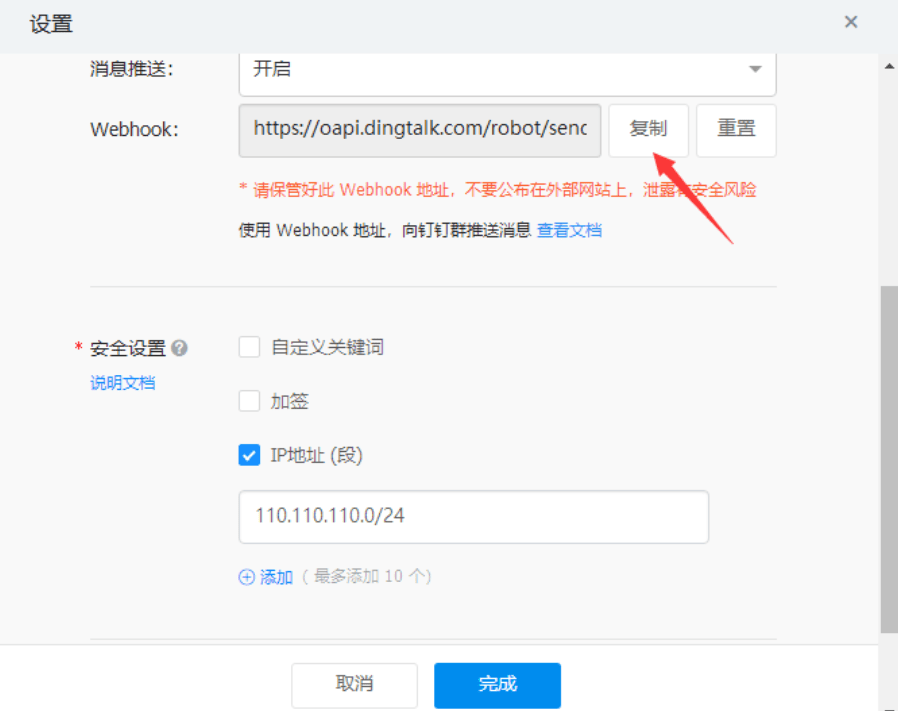 设置
消息推送: 开启
Webhook: https://oapi.dingtalk.com/robot/send 复制 重置
* 请保管好此 Webhook 地址，不要公布在外部网站上，泄露有安全风险
使用 Webhook 地址，向钉钉群推送消息 查看文档
* 安全设置 自定义关键词
说明文档
加签
IP地址 (段)
110.110.110.0/24
添加 ( 最多添加 10 个)
取消 完成